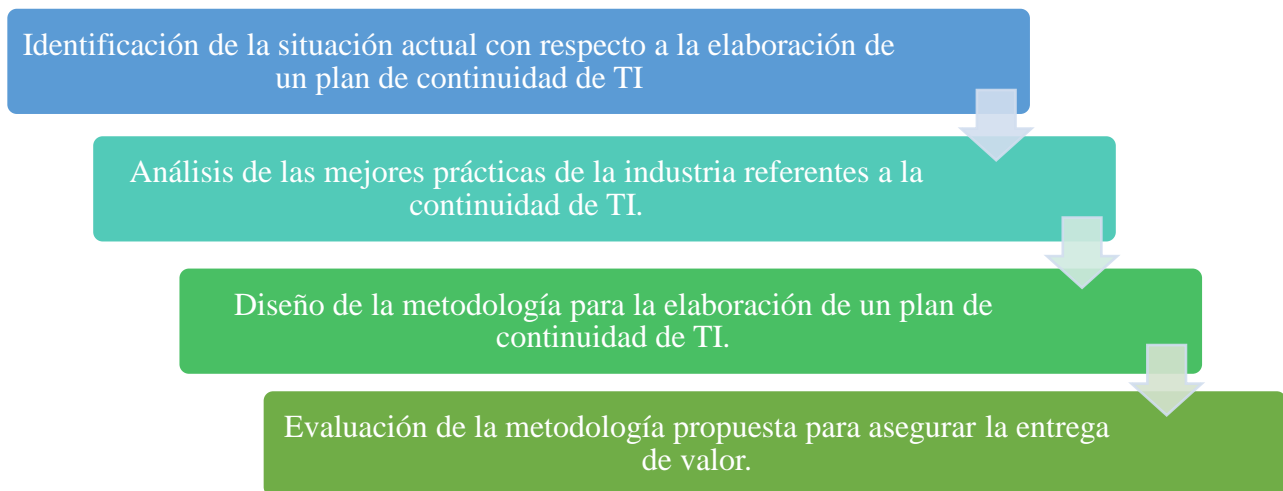 Identificación de la situación actual con respecto a la elaboración de
un plan de continuidad de TI
Análisis de las mejores prácticas de la industria referentes a la
continuidad de TI.
Diseño de la metodología para la elaboración de un plan de
continuidad de TI.
Evaluación de la metodología propuesta para asegurar la entrega
de valor.